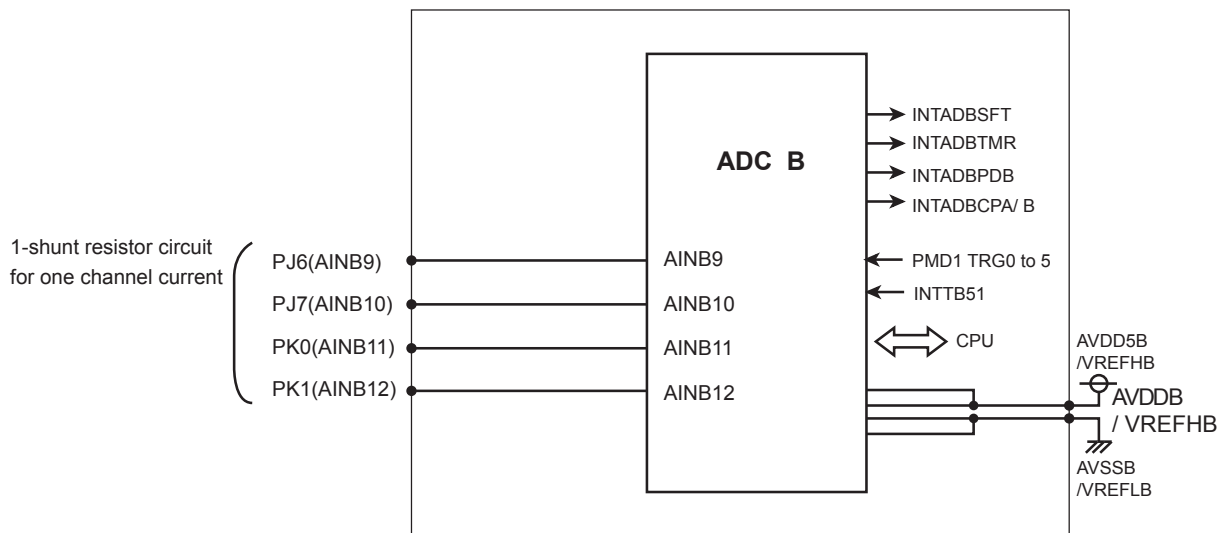 1-shunt resistor circuit
for one channel current
PJ6(AINB9)
PJ7(AINB10)
PK0(AINB11)
PK1(AINB12)
ADC B
AINB9
AINB10
AINB11
AINB12
INTADBSFT
INTADBTMR
INTADBPDB
INTADBCPA/ B
PMD1 TRG0 to 5
INTTB51
CPU
AVDD5B
/VREFHB
AVDDB
/ VREFHB
AVSSB
/VREFLB